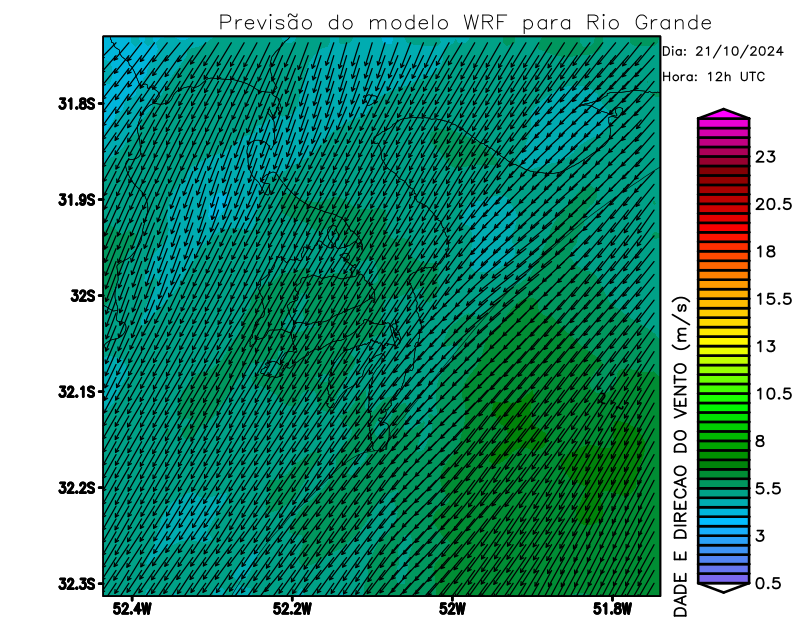 Previsão do modelo WRF para Rio Grande
Dia: 21/10/2024
Hora: 12h UTC
31.8S
31.9S
32S
32.1S
32.2S
32.3S
52.4W
52.2W
52W
51.8W
23
20.5
18
15.5
13
10.5
8
5.5
3
0.5
DADE E DIRECAO DO VENTO (m/s)